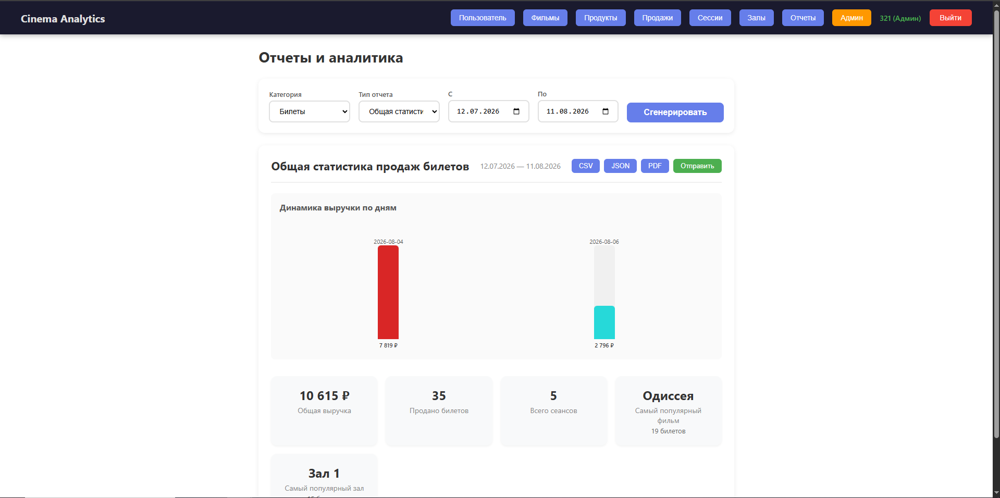 Cinema Analytics
Пользователь
Фильмы
Продукты
Продажи
Сессии
Залы
Отчеты
Админ
321 (Админ)
Выйти
Отчеты и аналитика
Категория
Тип отчета
С
По
Билеты
Общая статисти
12.07.2026
11.08.2026
Сгенерировать
Общая статистика продаж билетов
12.07.2026 — 11.08.2026
CSV
JSON
PDF
Отправить
Динамика выручки по дням
2026-08-04
2026-08-06
7 819 ₽
2 796 ₽
10 615 ₽
Общая выручка
35
Продано билетов
5
Всего сеансов
Одиссея
Самый популярный
фильм
19 билетов
Зал 1
Самый популярный зал